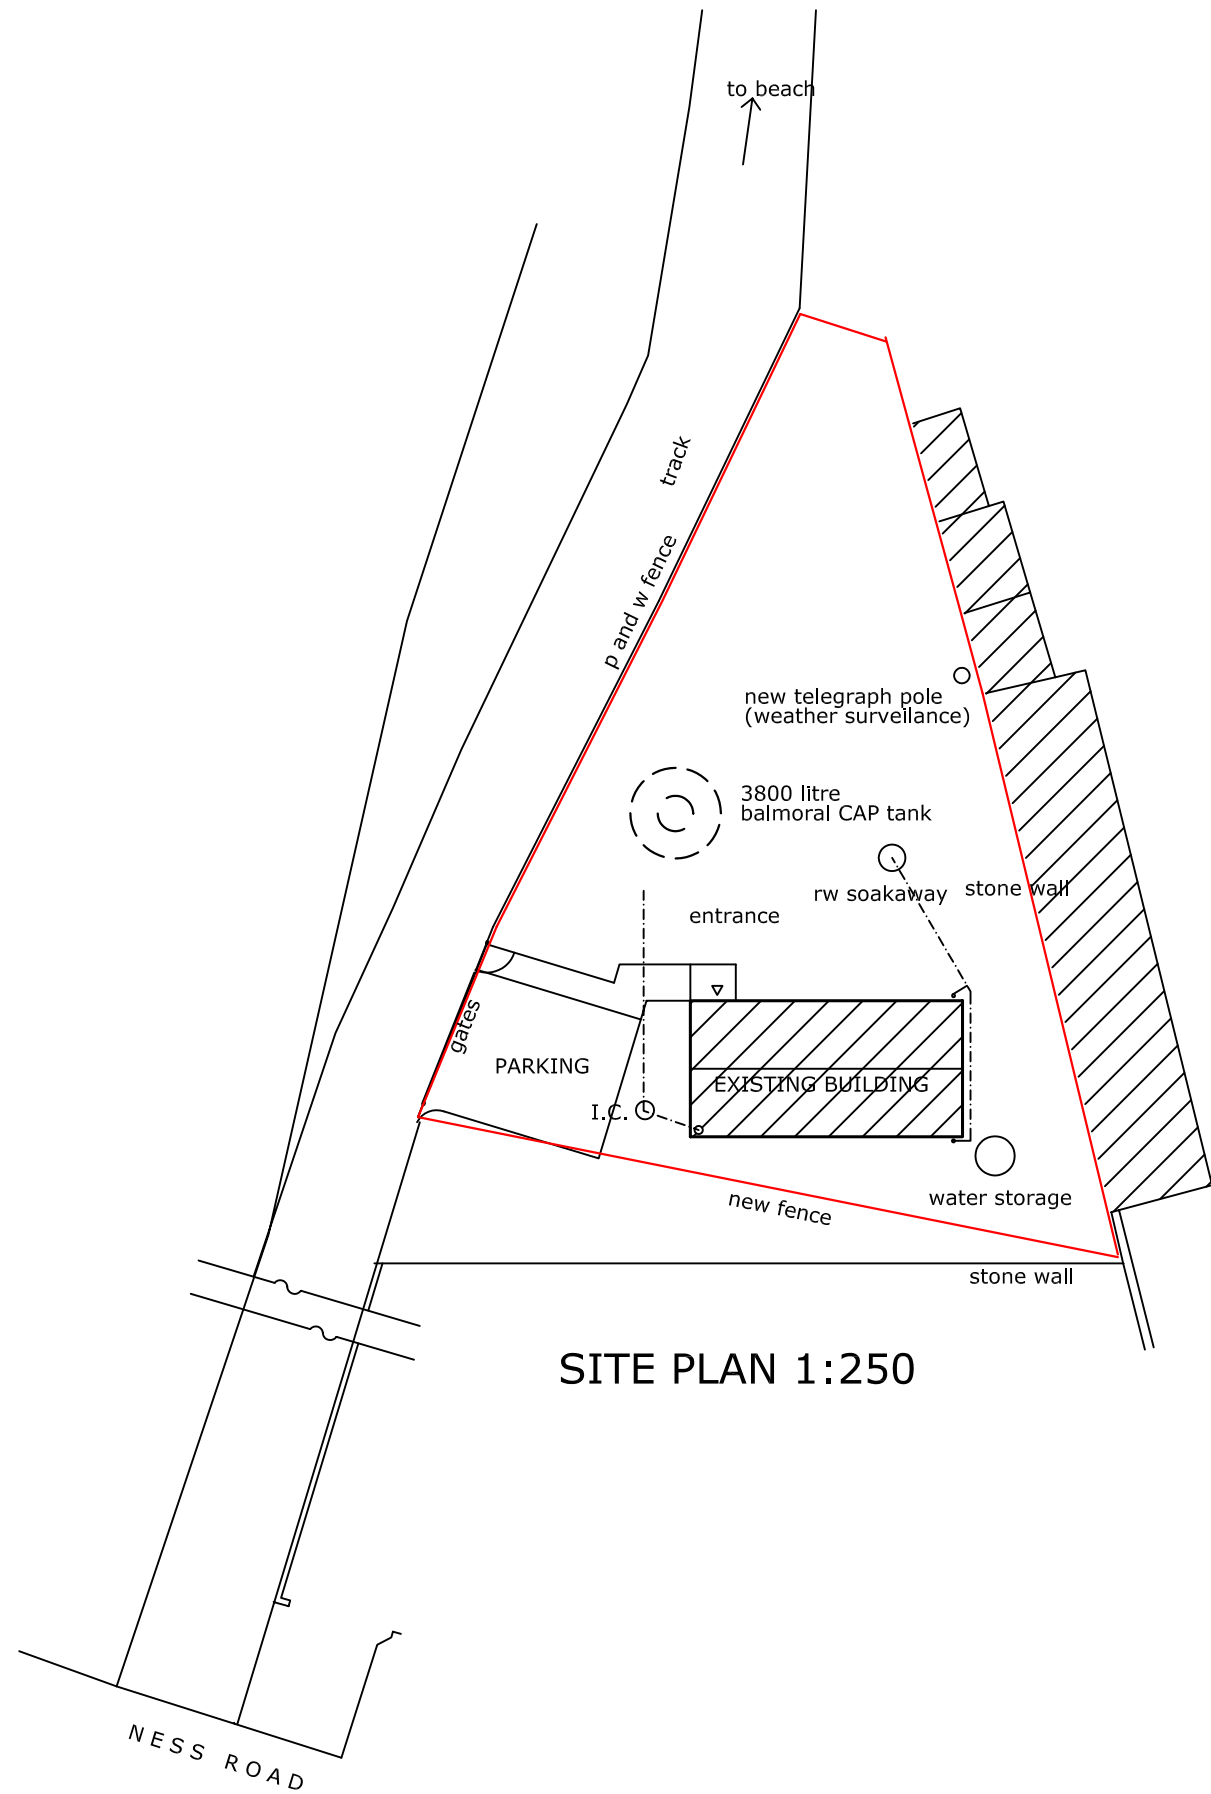 to beach
track
p and w fence
new telegraph pole
(weather surveilance)
3800 litre
balmoral CAP tank
rw soakaway
stone wall
entrance
gates
PARKING
EXISTING BUILDING
I.C.
water storage
new fence
stone wall
SITE PLAN 1:250
NESS ROAD